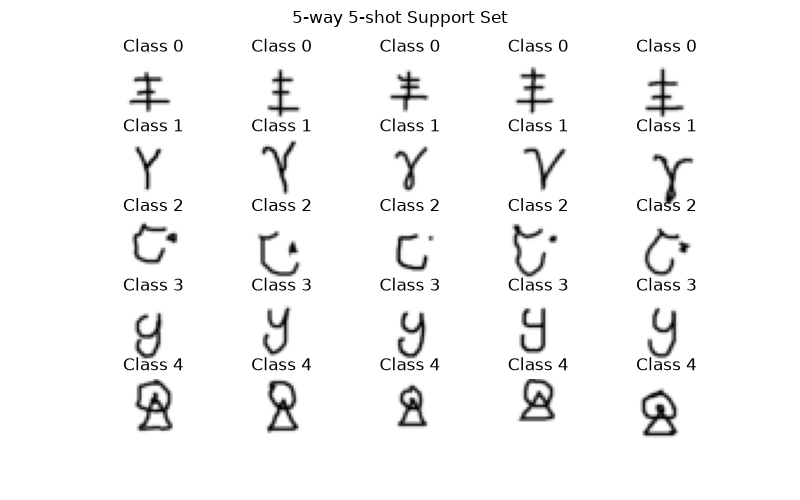 5-way 5-shot Support Set
Class 0 Class 0 Class 0 Class 0 Class 0
Class 1 Class 1 Class 1 Class 1 Class 1
Class 2 Class 2 Class 2 Class 2 Class 2
Class 3 Class 3 Class 3 Class 3 Class 3
Class 4 Class 4 Class 4 Class 4 Class 4